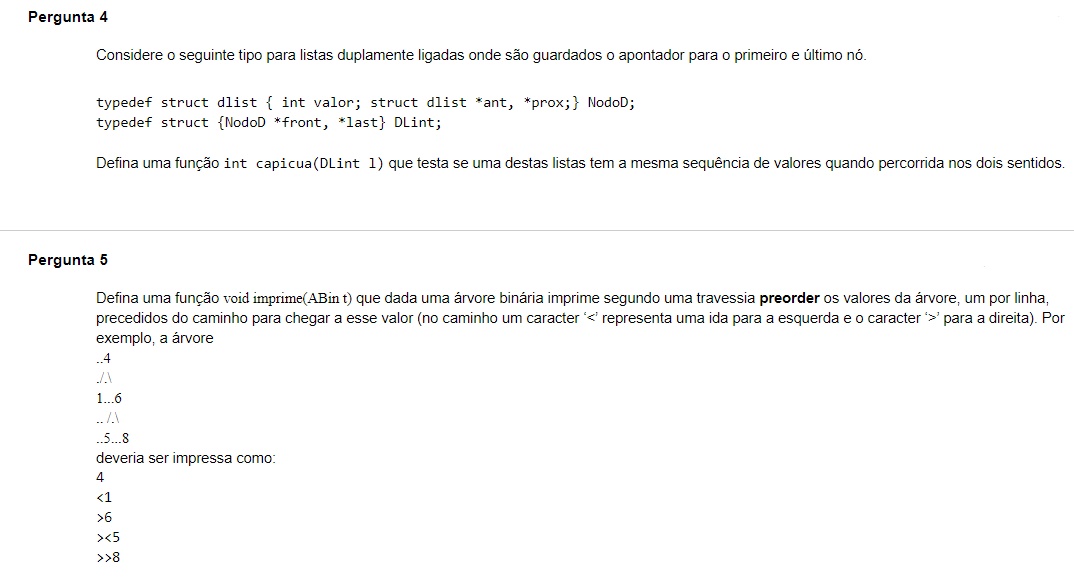 Pergunta 4
Considere o seguinte tipo para listas duplamente ligadas onde são guardados o apontador para o primeiro e último nó.
typedef struct dlist { int valor; struct dlist *ant, *prox;} NodoD;
typedef struct {NodoD *front, *last} DLint;
Defina uma função int capicua(DLint l) que testa se uma destas listas tem a mesma sequência de valores quando percorrida nos dois sentidos.
Pergunta 5
Defina uma função void imprime(ABin t) que dada uma árvore binária imprime segundo uma travessia preorder os valores da árvore, um por linha,
precedidos do caminho para chegar a esse valor (no caminho um caracter '<' representa uma ida para a esquerda e o caracter '>' para a direita). Por
exemplo, a árvore
..4
./.\
1...6
.. /.\
..5...8
deveria ser impressa como:
4
<1
>6
><5
>>8